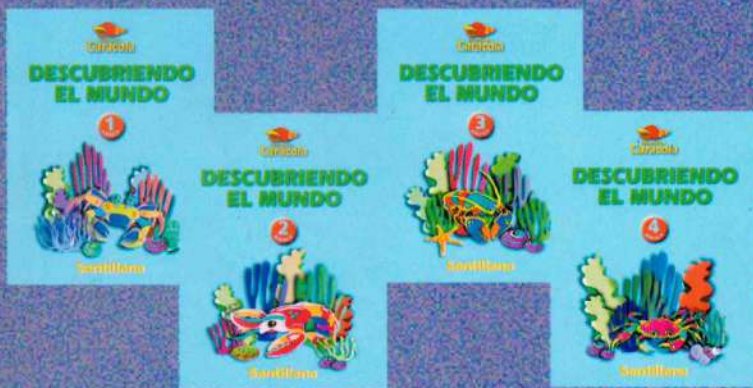 Caracola
DESCUBRIENDO
EL MUNDO
1
Santillana
Caracola
DESCUBRIENDO
EL MUNDO
2
Santillana
Caracola
DESCUBRIENDO
EL MUNDO
3
Santillana
Caracola
DESCUBRIENDO
EL MUNDO
4
Santillana